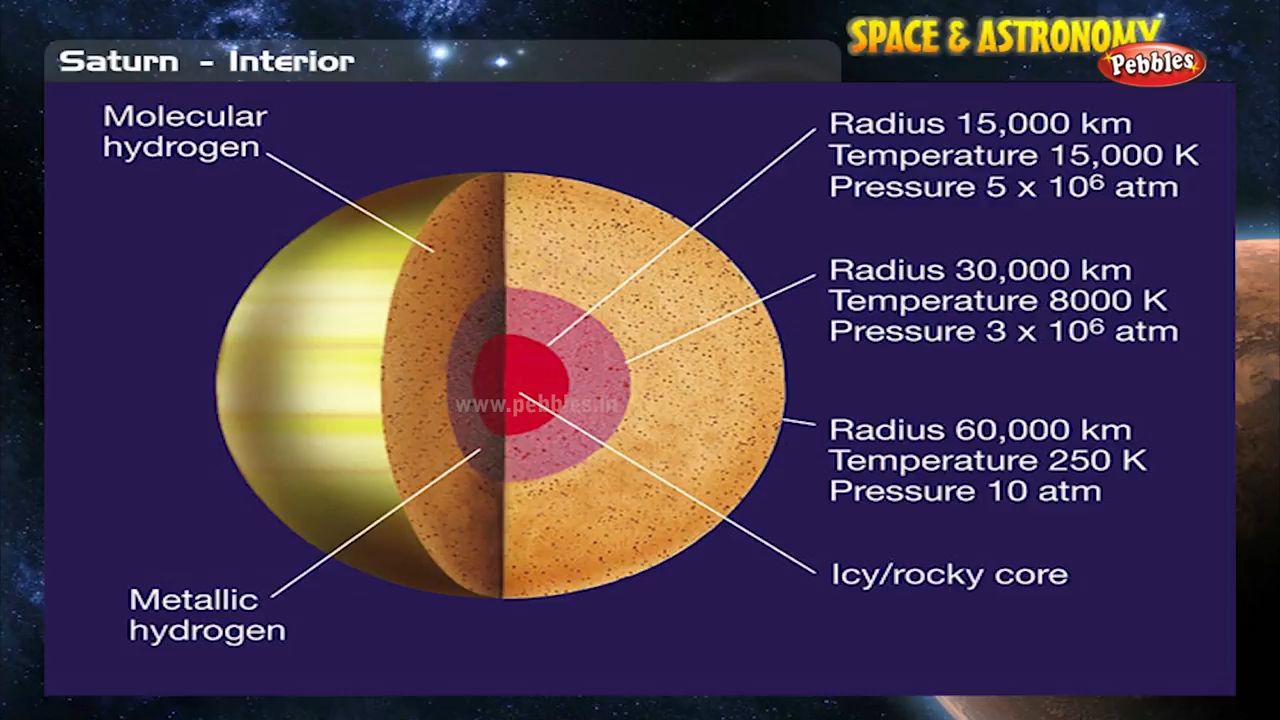 SPACE & ASTRONOMY
Pebbles
Saturn - Interior
Molecular
hydrogen
Radius 15,000 km
Temperature 15,000 K
Pressure 5 x 10⁶ atm
Radius 30,000 km
Temperature 8000 K
Pressure 3 x 10⁶ atm
www.pebbles.in
Radius 60,000 km
Temperature 250 K
Pressure 10 atm
Icy/rocky core
Metallic
hydrogen